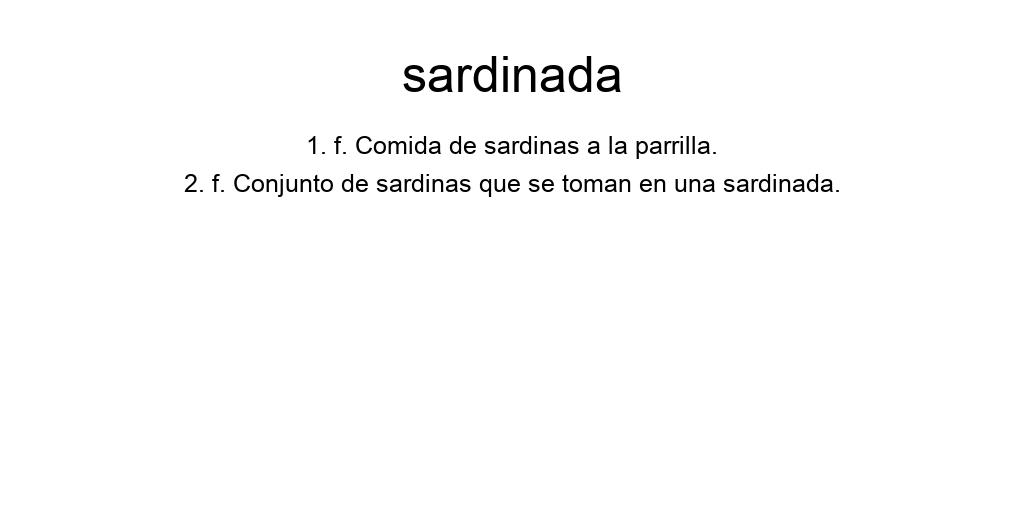 sardinada
1. f. Comida de sardinas a la parrilla.
2. f. Conjunto de sardinas que se toman en una sardinada.